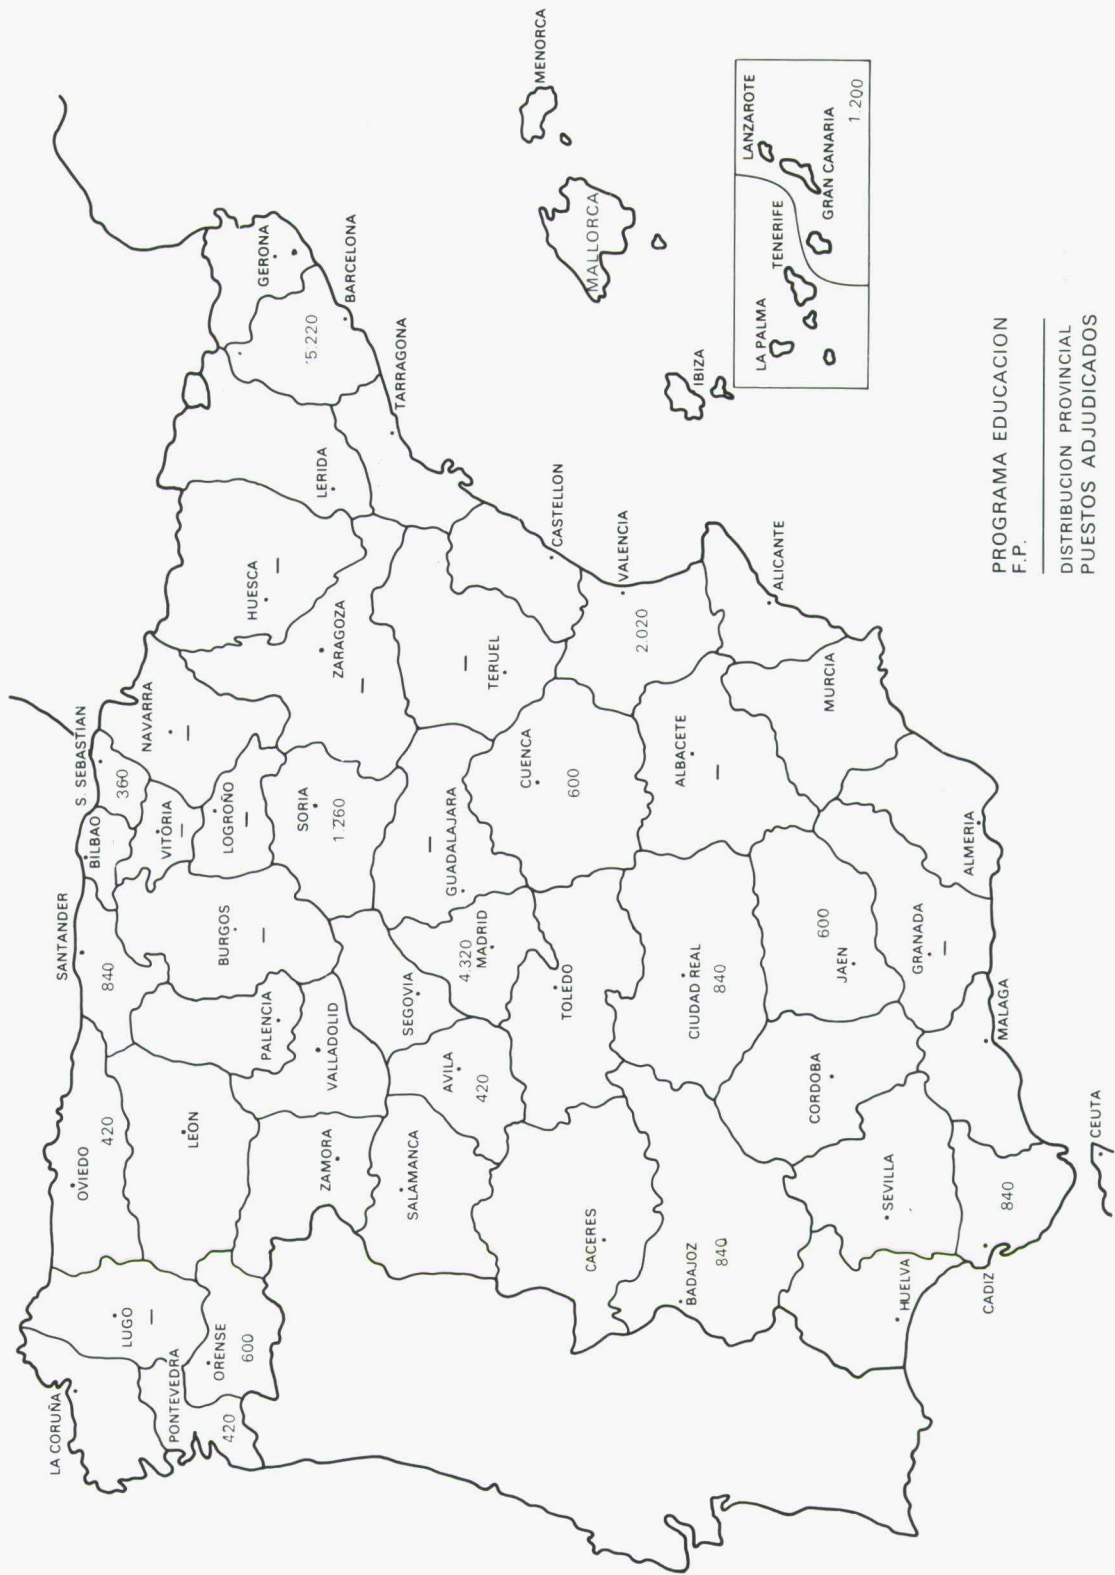 LA CORUÑA
LUGO
—
PONTEVEDRA
420
ORENSE
600
OVIEDO
420
LEON
ZAMORA
SALAMANCA
SANTANDER
840
PALENCIA
VALLADOLID
BURGOS
—
SEGOVIA
AVILA
420
BILBAO
S. SEBASTIAN
360
VITORIA
—
LOGROÑO
—
NAVARRA
—
SORIA
1.260
HUESCA
—
ZARAGOZA
—
TERUEL
—
LERIDA
GERONA
5.220
BARCELONA
TARRAGONA
GUADALAJARA
—
4.320
MADRID
TOLEDO
CUENCA
600
CASTELLON
VALENCIA
2.020
ALICANTE
CACERES
BADAJOZ
840
CIUDAD REAL
840
ALBACETE
—
MURCIA
CORDOBA
JAEN
600
GRANADA
—
ALMERIA
HUELVA
SEVILLA
CADIZ
840
MALAGA
CEUTA
MENORCA
MALLORCA
IBIZA
LA PALMA
TENERIFE
LANZAROTE
GRAN CANARIA
1.200
PROGRAMA EDUCACION
F.P.
DISTRIBUCION PROVINCIAL
PUESTOS ADJUDICADOS